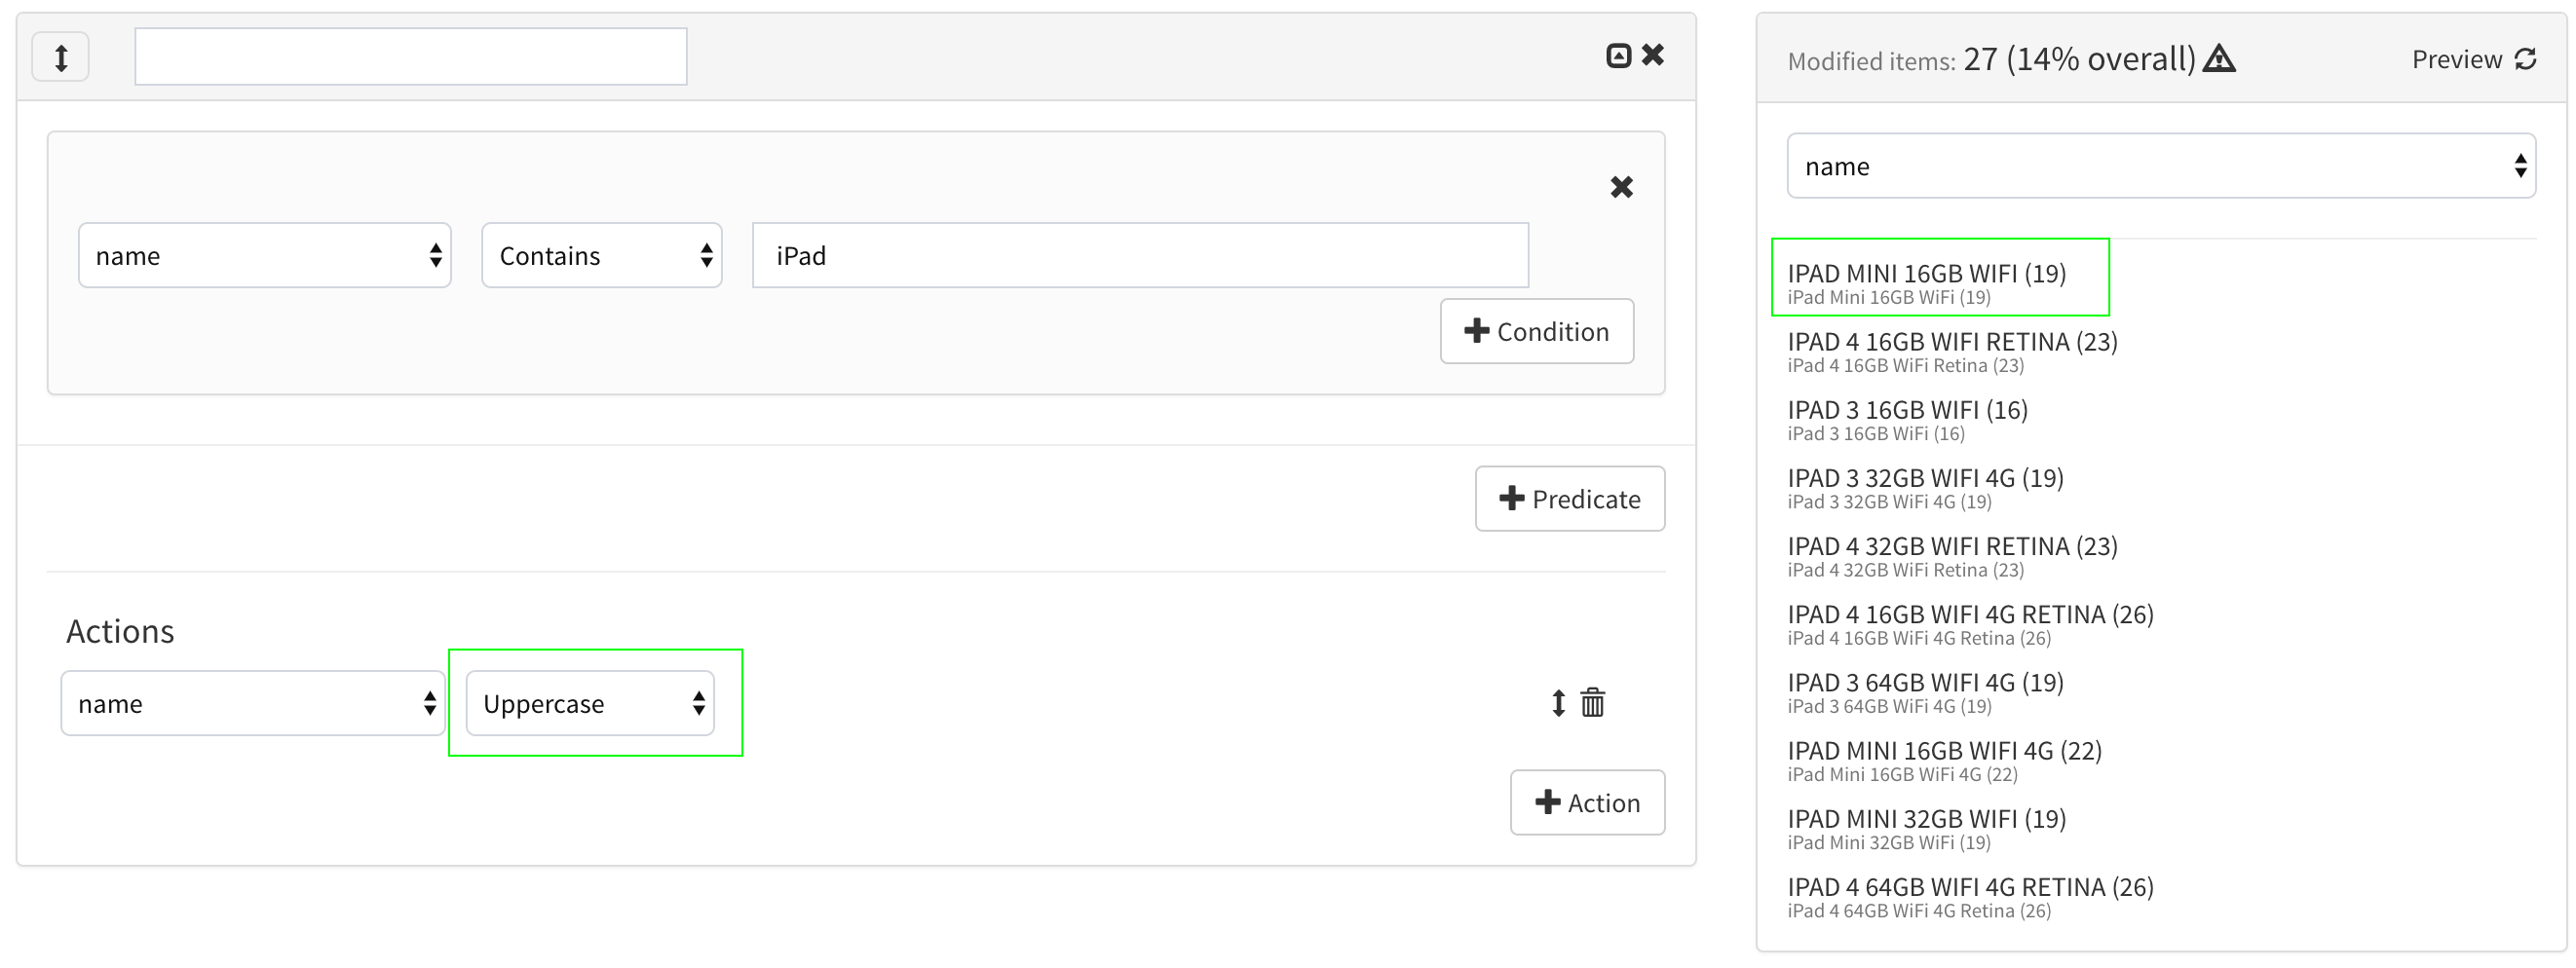 name
Contains
iPad
Condition
Predicate
Actions
name
Uppercase
Action
Modified items: 27 (14% overall)
Preview
name
IPAD MINI 16GB WIFI (19)
iPad Mini 16GB WiFi (19)
IPAD 4 16GB WIFI RETINA (23)
iPad 4 16GB WiFi Retina (23)
IPAD 3 16GB WIFI (16)
iPad 3 16GB WiFi (16)
IPAD 3 32GB WIFI 4G (19)
iPad 3 32GB WiFi 4G (19)
IPAD 4 32GB WIFI RETINA (23)
iPad 4 32GB WiFi Retina (23)
IPAD 4 16GB WIFI 4G RETINA (26)
iPad 4 16GB WiFi 4G Retina (26)
IPAD 3 64GB WIFI 4G (19)
iPad 3 64GB WiFi 4G (19)
IPAD MINI 16GB WIFI 4G (22)
iPad Mini 16GB WiFi 4G (22)
IPAD MINI 32GB WIFI (19)
iPad Mini 32GB WiFi (19)
IPAD 4 64GB WIFI 4G RETINA (26)
iPad 4 64GB WiFi 4G Retina (26)